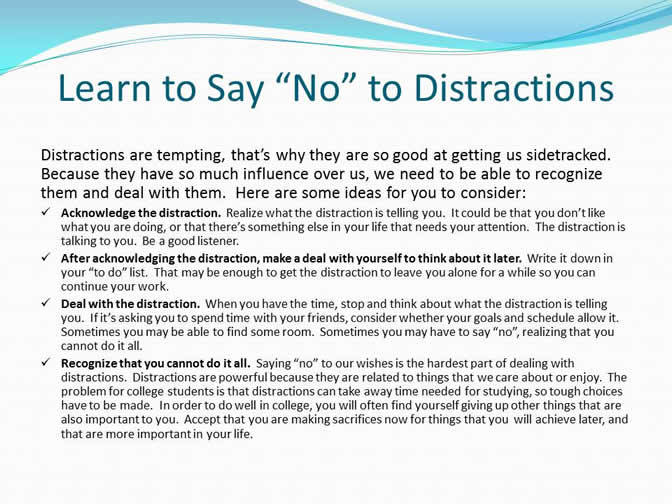 Learn to Say “No” to Distractions
Distractions are tempting, that’s why they are so good at getting us sidetracked.
Because they have so much influence over us, we need to be able to recognize
them and deal with them.  Here are some ideas for you to consider:
✓ Acknowledge the distraction.  Realize what the distraction is telling you.  It could be that you don’t like
what you are doing, or that there’s something else in your life that needs your attention.  The distraction is
talking to you.  Be a good listener.
✓ After acknowledging the distraction, make a deal with yourself to think about it later.  Write it down in
your “to do” list.  That may be enough to get the distraction to leave you alone for a while so you can
continue your work.
✓ Deal with the distraction.  When you have the time, stop and think about what the distraction is telling
you.  If it’s asking you to spend time with your friends, consider whether your goals and schedule allow it.
Sometimes you may be able to find some room.  Sometimes you may have to say “no”, realizing that you
cannot do it all.
✓ Recognize that you cannot do it all.  Saying “no” to our wishes is the hardest part of dealing with
distractions.  Distractions are powerful because they are related to things that we care about or enjoy.  The
problem for college students is that distractions can take away time needed for studying, so tough choices
have to be made.  In order to do well in college, you will often find yourself giving up other things that are
also important to you.  Accept that you are making sacrifices now for things that you will achieve later, and
that are more important in your life.